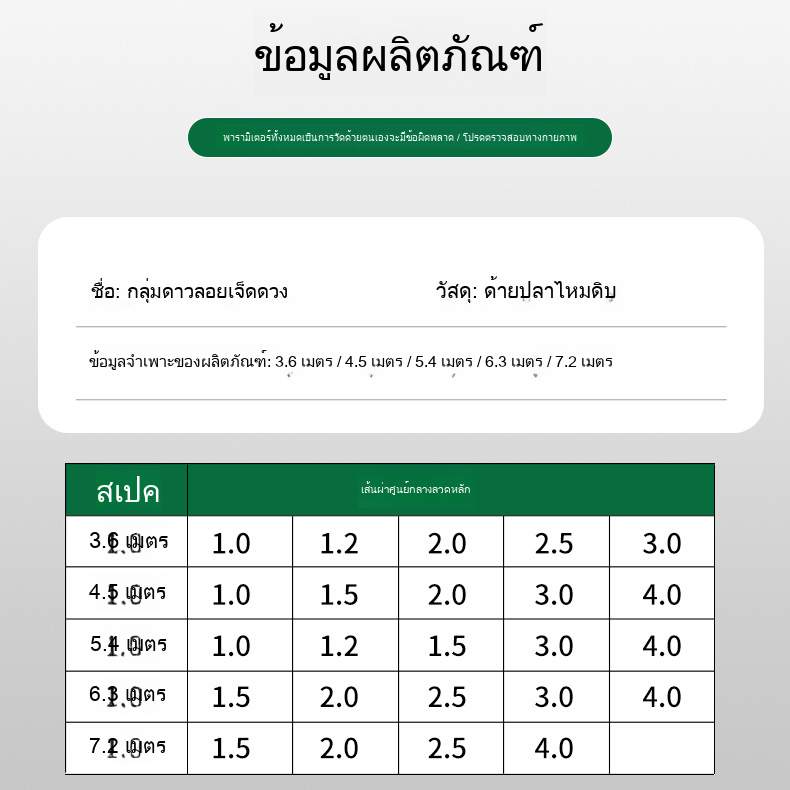 ข้อมูลผลิตภัณฑ์
พารามิเตอร์ทั้งหมดเป็นการวัดด้วยตนเองจะมีข้อผิดพลาด / โปรดตรวจสอบทางกายภาพ
ชื่อ: กลุ่มดาวลอยเจ็ดดวง วัสดุ: ด้ายปลาไหมดิบ
ข้อมูลจำเพาะของผลิตภัณฑ์: 3.6 เมตร / 4.5 เมตร / 5.4 เมตร / 6.3 เมตร / 7.2 เมตร
สเปค เส้นผ่าศูนย์กลางลวดหลัก
3.6 เมตร 1.0 1.2 2.0 2.5 3.0
4.5 เมตร 1.0 1.5 2.0 3.0 4.0
5.4 เมตร 1.0 1.2 1.5 3.0 4.0
6.3 เมตร 1.5 2.0 2.5 3.0 4.0
7.2 เมตร 1.5 2.0 2.5 4.0